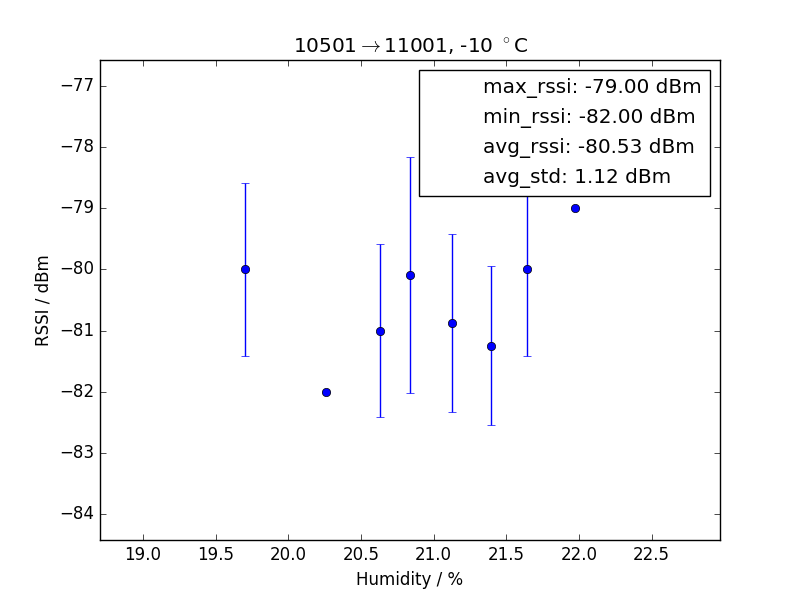 10501→11001, -10 °C
max_rssi: -79.00 dBm
min_rssi: -82.00 dBm
avg_rssi: -80.53 dBm
avg_std: 1.12 dBm
RSSI / dBm
−77
−78
−79
−80
−81
−82
−83
−84
19.0 19.5 20.0 20.5 21.0 21.5 22.0 22.5
Humidity / %